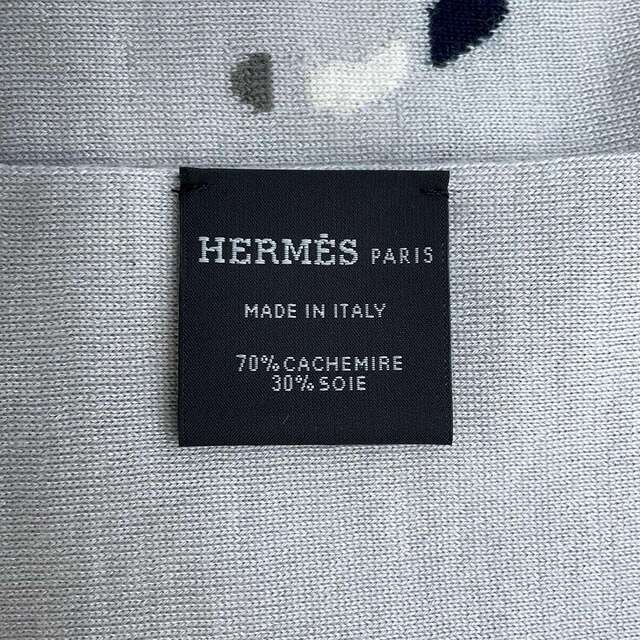 HERMÈS PARIS
MADE IN ITALY
70% CACHEMIRE
30% SOIE